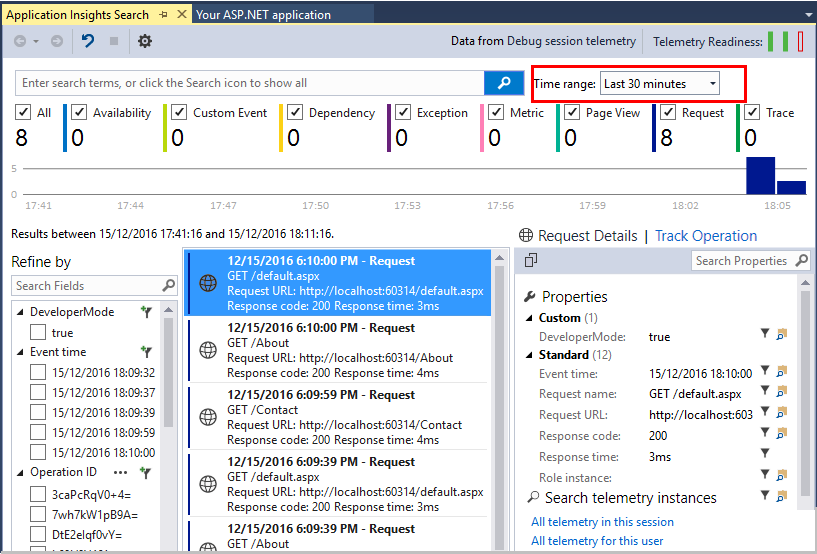 Application Insights Search
Your ASP.NET application
Data from Debug session telemetry
Telemetry Readiness:
Enter search terms, or click the Search icon to show all
Time range:
Last 30 minutes
All
8
Availability
0
Custom Event
0
Dependency
0
Exception
0
Metric
0
Page View
0
Request
8
Trace
0
5
0
17:41 17:44 17:47 17:50 17:53 17:56 17:59 18:02 18:05
Results between 15/12/2016 17:41:16 and 15/12/2016 18:11:16.
Refine by
Search Fields
DeveloperMode
true
Event time
15/12/2016 18:09:32
15/12/2016 18:09:37
15/12/2016 18:09:39
15/12/2016 18:09:59
15/12/2016 18:10:00
Operation ID
3caPcRqV0+4=
7wh7kW1pB9A=
DtE2eIqf0vY=
12/15/2016 6:10:00 PM - Request
GET /default.aspx
Request URL: http://localhost:60314/default.aspx
Response code: 200 Response time: 3ms
12/15/2016 6:10:00 PM - Request
GET /About
Request URL: http://localhost:60314/About
Response code: 200 Response time: 4ms
12/15/2016 6:09:59 PM - Request
GET /Contact
Request URL: http://localhost:60314/Contact
Response code: 200 Response time: 4ms
12/15/2016 6:09:39 PM - Request
GET /default.aspx
Request URL: http://localhost:60314/default.aspx
Response code: 200 Response time: 3ms
12/15/2016 6:09:39 PM - Request
GET /About
Request Details | Track Operation
Search Properties
Properties
Custom (1)
DeveloperMode: true
Standard (12)
Event time: 15/12/2016 18:10:00
Request name: GET /default.aspx
Request URL: http://localhost:603
Response code: 200
Response time: 3ms
Role instance:
Search telemetry instances
All telemetry in this session
All telemetry for this user